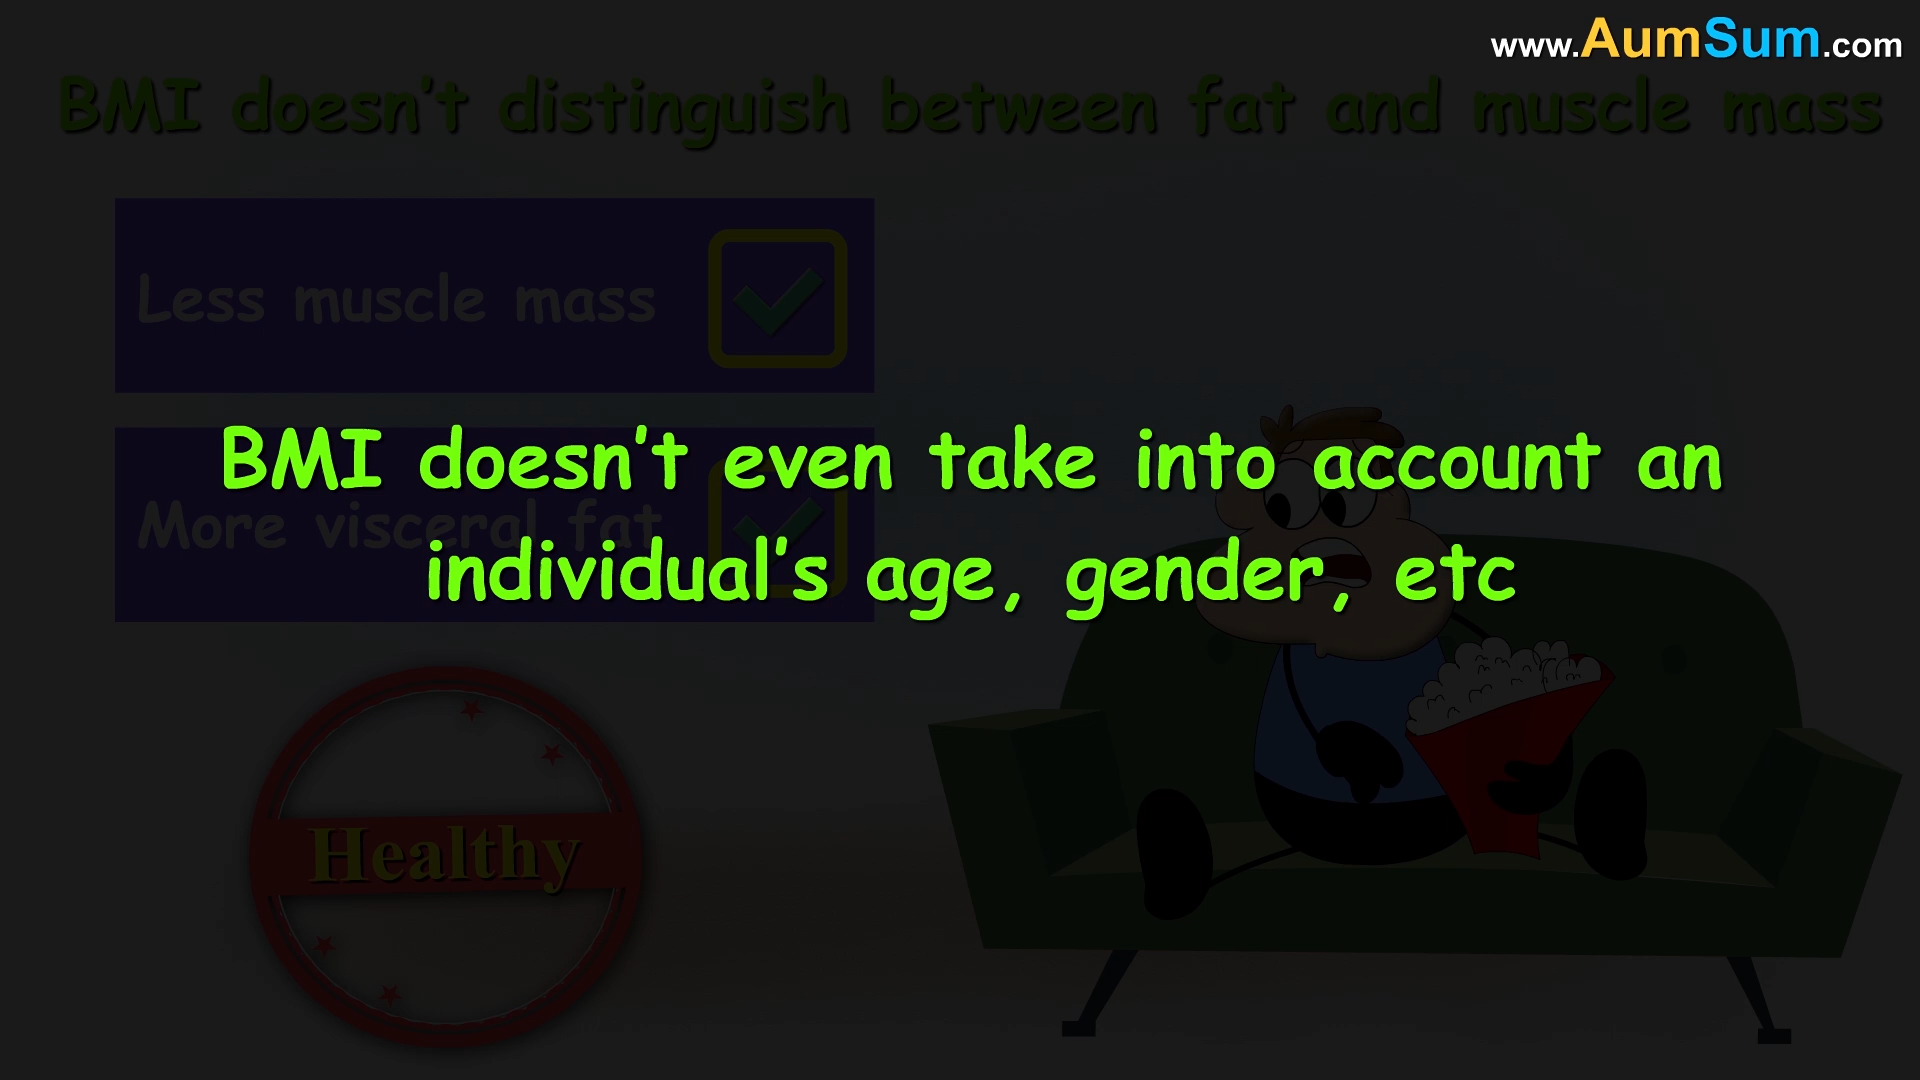 www.AumSum.com
BMI doesn't distinguish between fat and muscle mass
Less muscle mass
BMI doesn't even take into account an
More visceral fat
individual's age, gender, etc
Healthy